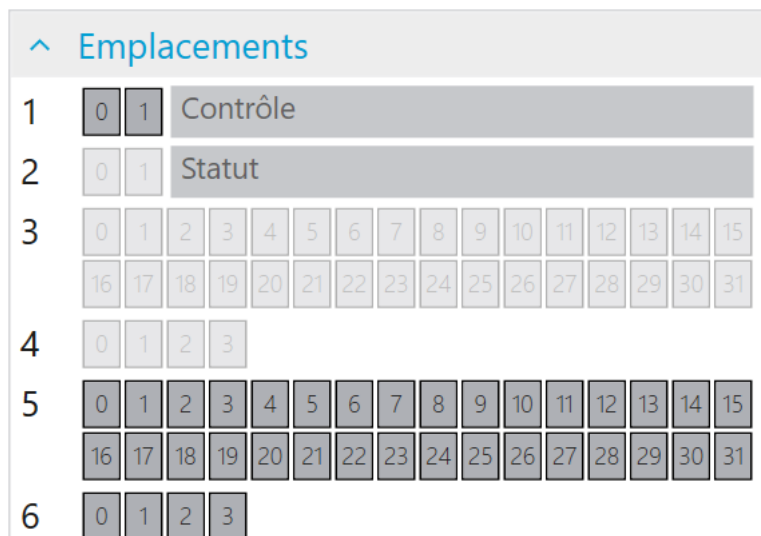 Emplacements
1 0 1 Contrôle
2 0 1 Statut
3 0 1 2 3 4 5 6 7 8 9 10 11 12 13 14 15
16 17 18 19 20 21 22 23 24 25 26 27 28 29 30 31
4 0 1 2 3
5 0 1 2 3 4 5 6 7 8 9 10 11 12 13 14 15
16 17 18 19 20 21 22 23 24 25 26 27 28 29 30 31
6 0 1 2 3